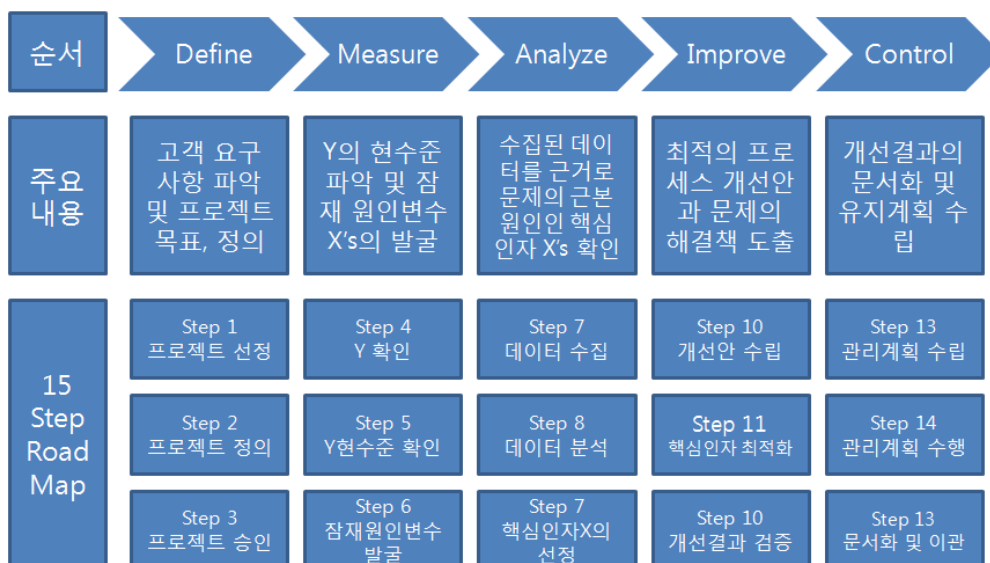 순서
Define
Measure
Analyze
Improve
Control
주요
내용
고객 요구
사항 파악
및 프로젝트
목표, 정의
Y의 현수준
파악 및 잠
재 원인변수
X's의 발굴
수집된 데이
터를 근거로
문제의 근본
원인인 핵심
인자 X's 확인
최적의 프로
세스 개선안
과 문제의
해결책 도출
개선결과의
문서화 및
유지계획 수
립
15
Step
Road
Map
Step 1
프로젝트 선정
Step 4
Y 확인
Step 7
데이터 수집
Step 10
개선안 수립
Step 13
관리계획 수립
Step 2
프로젝트 정의
Step 5
Y현수준 확인
Step 8
데이터 분석
Step 11
핵심인자 최적화
Step 14
관리계획 수행
Step 3
프로젝트 승인
Step 6
잠재원인변수
발굴
Step 7
핵심인자X의
선정
Step 10
개선결과 검증
Step 13
문서화 및 이관